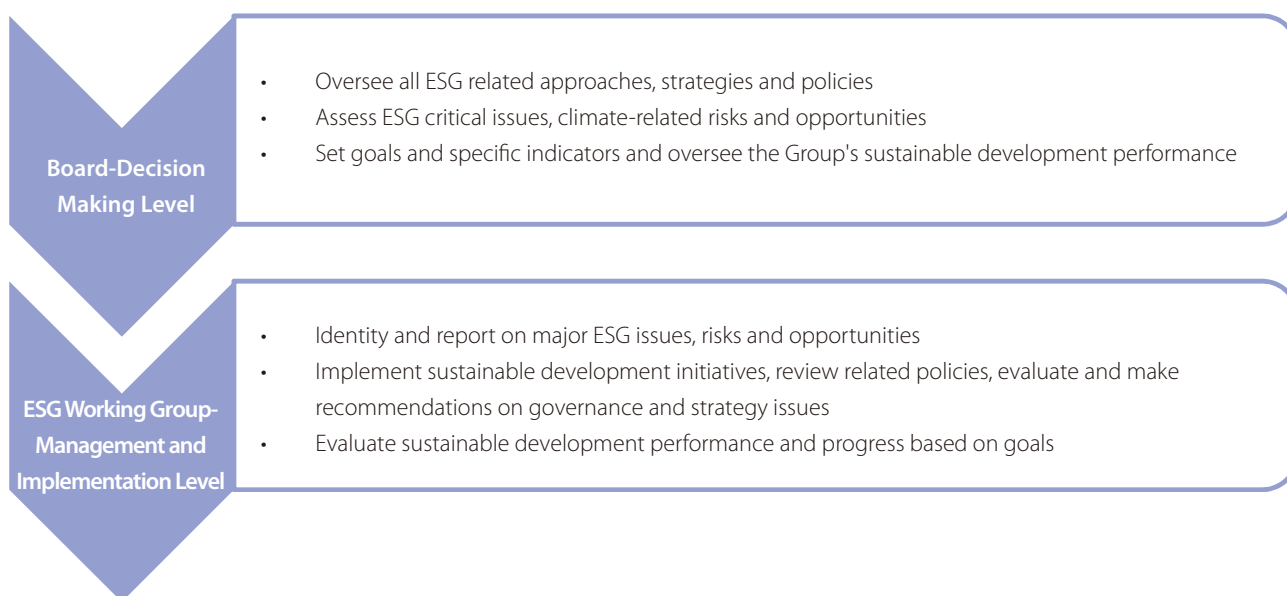 Board-Decision
Making Level
• Oversee all ESG related approaches, strategies and policies
• Assess ESG critical issues, climate-related risks and opportunities
• Set goals and specific indicators and oversee the Group's sustainable development performance
ESG Working Group-
Management and
Implementation Level
• Identity and report on major ESG issues, risks and opportunities
• Implement sustainable development initiatives, review related policies, evaluate and make
recommendations on governance and strategy issues
• Evaluate sustainable development performance and progress based on goals